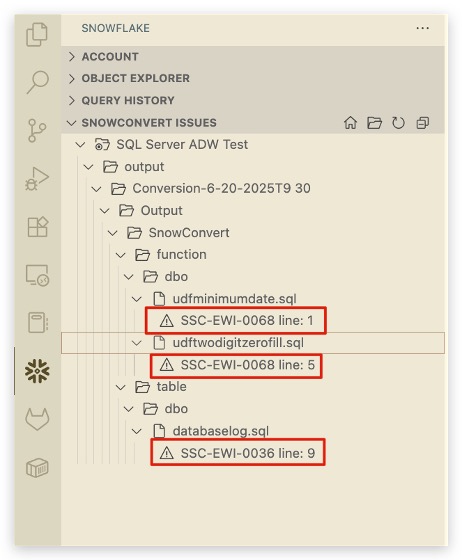 SNOWFLAKE
ACCOUNT
OBJECT EXPLORER
QUERY HISTORY
SNOWCONVERT ISSUES
SQL Server ADW Test
output
Conversion-6-20-2025T9 30
Output
SnowConvert
function
dbo
udfminimumdate.sql
SSC-EWI-0068 line: 1
udftwodigitzerofill.sql
SSC-EWI-0068 line: 5
table
dbo
databaselog.sql
SSC-EWI-0036 line: 9